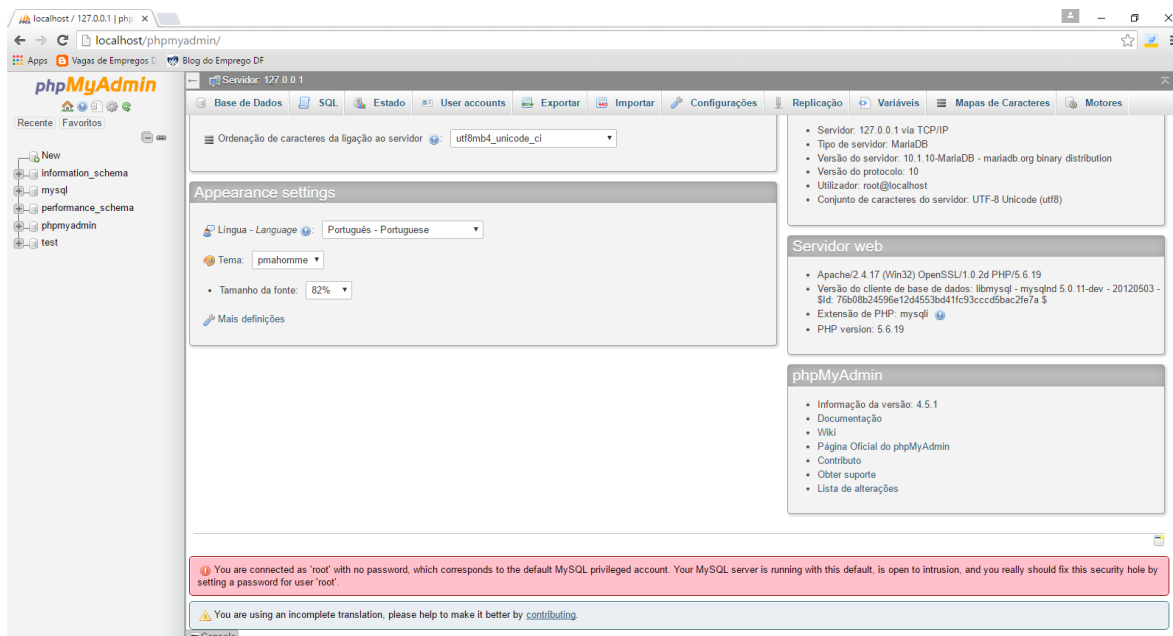 localhost / 127.0.0.1 | php
localhost/phpmyadmin/
Apps Vagas de Empregos D Blog do Emprego DF
phpMyAdmin
Recente Favoritos
New
information_schema
mysql
performance_schema
phpmyadmin
test
Servidor: 127.0.0.1
Base de Dados SQL Estado User accounts Exportar Importar Configurações Replicação Variáveis Mapas de Caracteres Motores
Ordenação de caracteres da ligação ao servidor : utf8mb4_unicode_ci
Appearance settings
Língua - Language : Português - Portuguese
Tema: pmahomme
• Tamanho da fonte: 82%
Mais definições
• Servidor: 127.0.0.1 via TCP/IP
• Tipo de servidor: MariaDB
• Versão do servidor: 10.1.10-MariaDB - mariadb.org binary distribution
• Versão do protocolo: 10
• Utilizador: root@localhost
• Conjunto de caracteres do servidor: UTF-8 Unicode (utf8)
Servidor web
• Apache/2.4.17 (Win32) OpenSSL/1.0.2d PHP/5.6.19
• Versão do cliente de base de dados: libmysql - mysqlnd 5.0.11-dev - 20120503 -
$Id: 76b08b24596e12d4553bd41fc93cccd5bac2fe7a $
• Extensão de PHP: mysqli
• PHP version: 5.6.19
phpMyAdmin
• Informação da versão: 4.5.1
• Documentação
• Wiki
• Página Oficial do phpMyAdmin
• Contributo
• Obter suporte
• Lista de alterações
You are connected as 'root' with no password, which corresponds to the default MySQL privileged account. Your MySQL server is running with this default, is open to intrusion, and you really should fix this security hole by
setting a password for user 'root'.
You are using an incomplete translation, please help to make it better by contributing.
Console